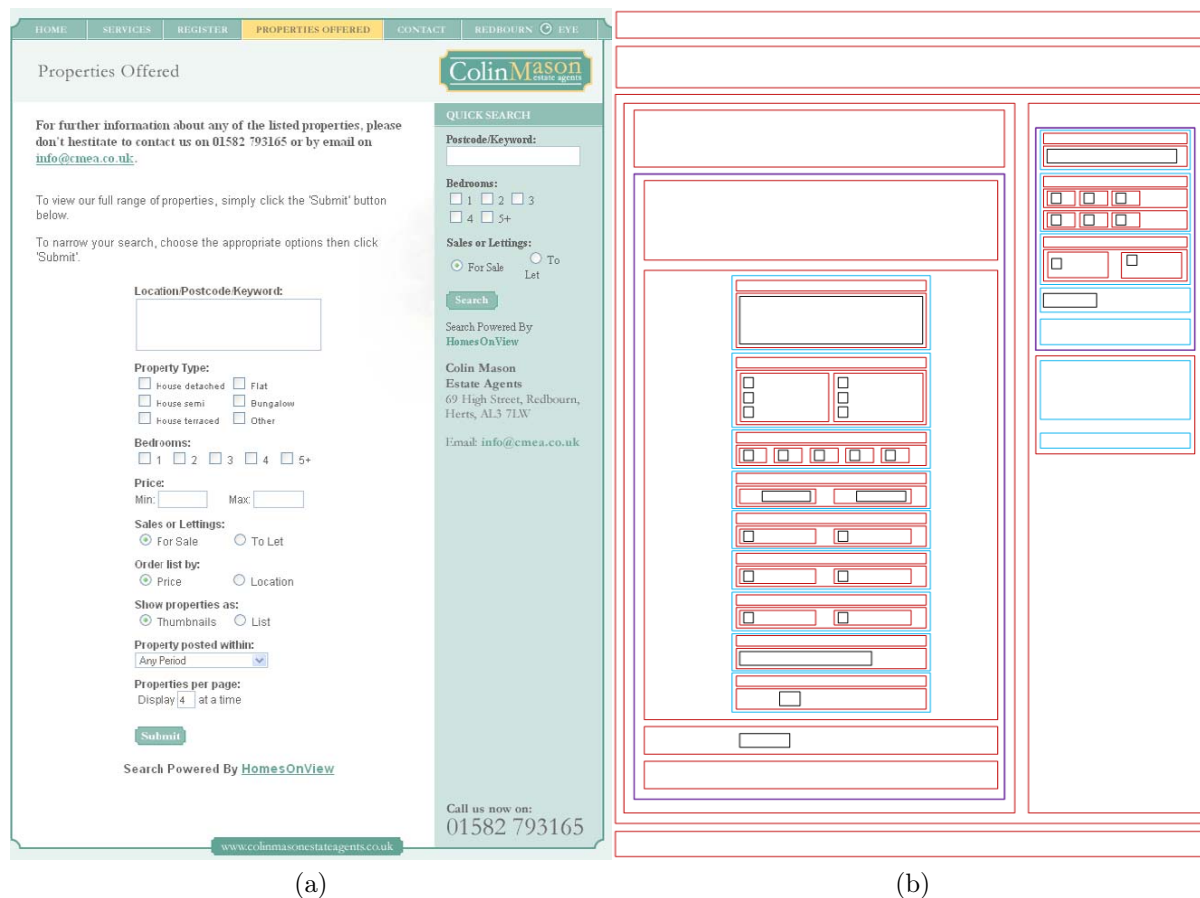 HOME SERVICES REGISTER PROPERTIES OFFERED CONTACT REDBOURN EYE
Properties Offered
ColinMason
estate agents
For further information about any of the listed properties, please
don't hestitate to contact us on 01582 793165 or by email on
info@cmea.co.uk.
To view our full range of properties, simply click the 'Submit' button
below.
To narrow your search, choose the appropriate options then click
'Submit'.
Location/Postcode/Keyword:
Property Type:
House detached Flat
House semi Bungalow
House terraced Other
Bedrooms:
1 2 3 4 5+
Price:
Min: Max:
Sales or Lettings:
For Sale To Let
Order list by:
Price Location
Show properties as:
Thumbnails List
Property posted within:
Any Period
Properties per page:
Display 4 at a time
Submit
Search Powered By HomesOnView
QUICK SEARCH
Postcode/Keyword:
Bedrooms:
1 2 3
4 5+
Sales or Lettings:
For Sale To
Let
Search
Search Powered By
HomesOnView
Colin Mason
Estate Agents
69 High Street, Redbourn,
Herts, AL3 7LW
Email: info@cmea.co.uk
Call us now on:
01582 793165
www.colinmasonestateagents.co.uk
(a)
(b)